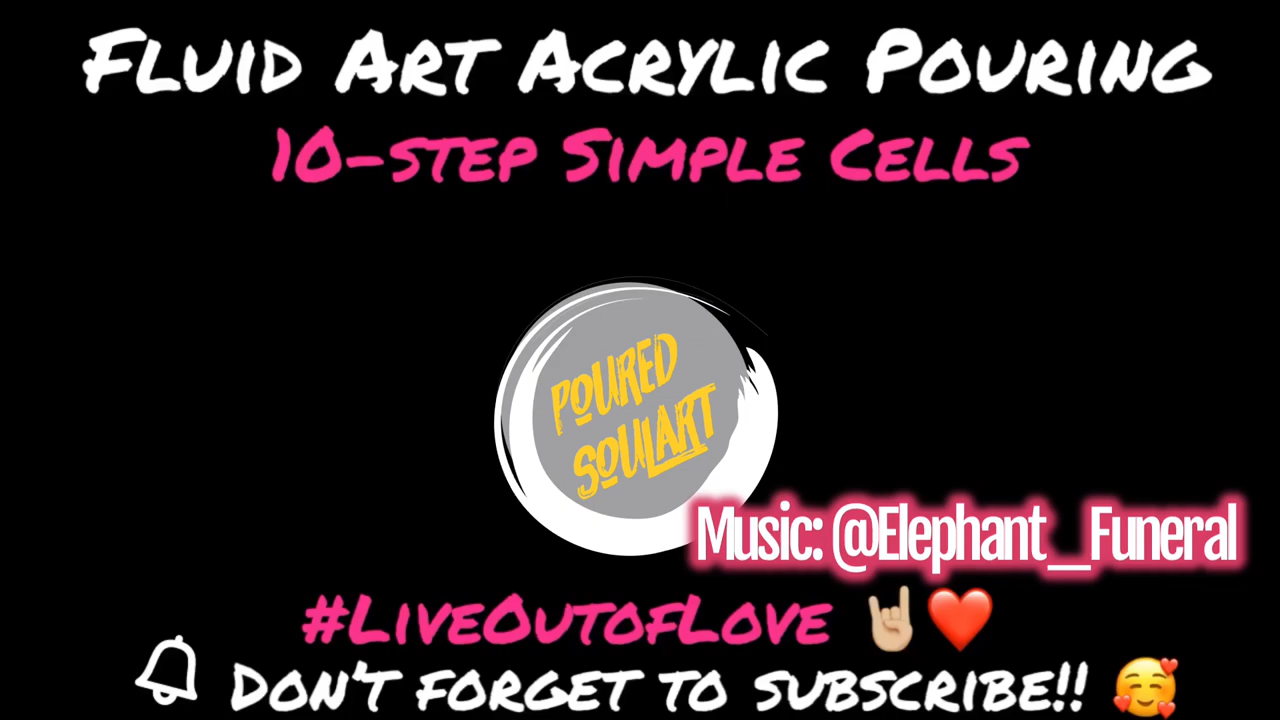 Fluid Art Acrylic Pouring
10-step Simple Cells
POURED
SOULART
Music: @Elephant_Funeral
#LiveOutofLove 🤘🏼❤️
Don't forget to subscribe!! 🥰